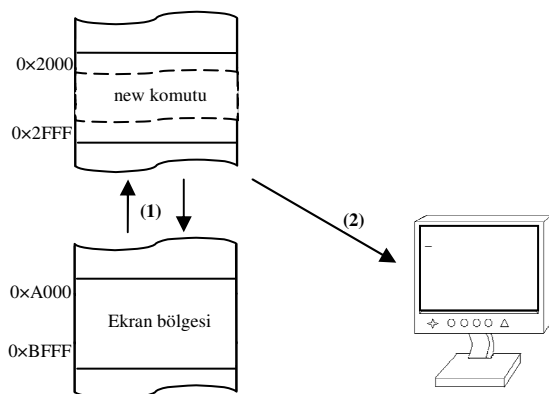 0×2000
new komutu
0×2FFF
(1)
(2)
0×A000
Ekran bölgesi
0×BFFF